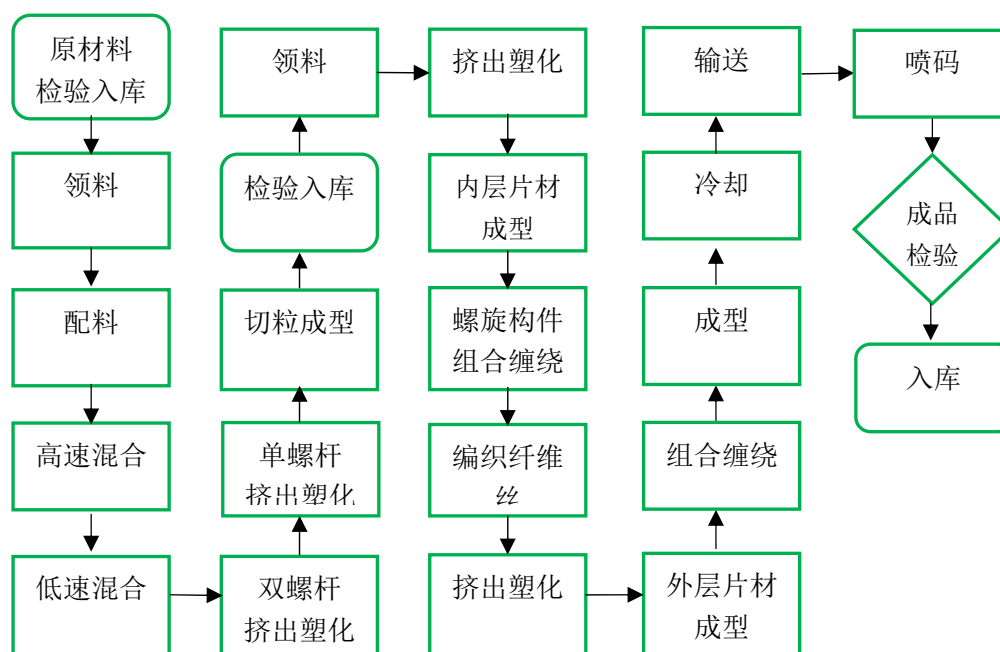 原材料
检验入库
领料
配料
高速混合
低速混合
双螺杆
挤出塑化
单螺杆
挤出塑化
切粒成型
检验入库
领料
挤出塑化
内层片材
成型
螺旋构件
组合缠绕
编织纤维
丝
挤出塑化
外层片材
成型
组合缠绕
成型
冷却
输送
喷码
成品
检验
入库